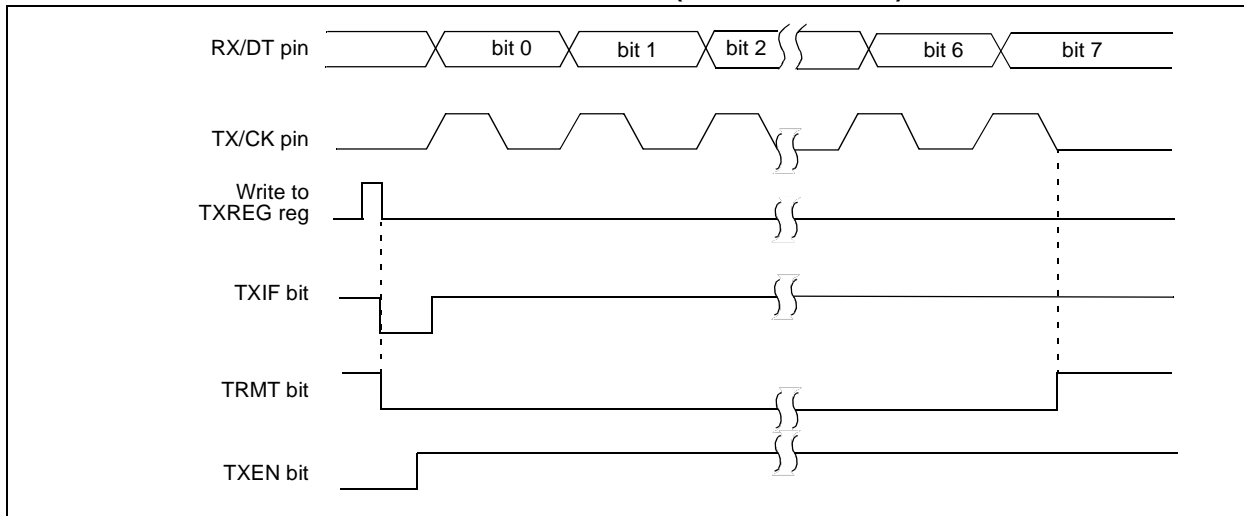 RX/DT pin
bit 0
bit 1
bit 2
bit 6
bit 7
TX/CK pin
Write to
TXREG reg
TXIF bit
TRMT bit
TXEN bit